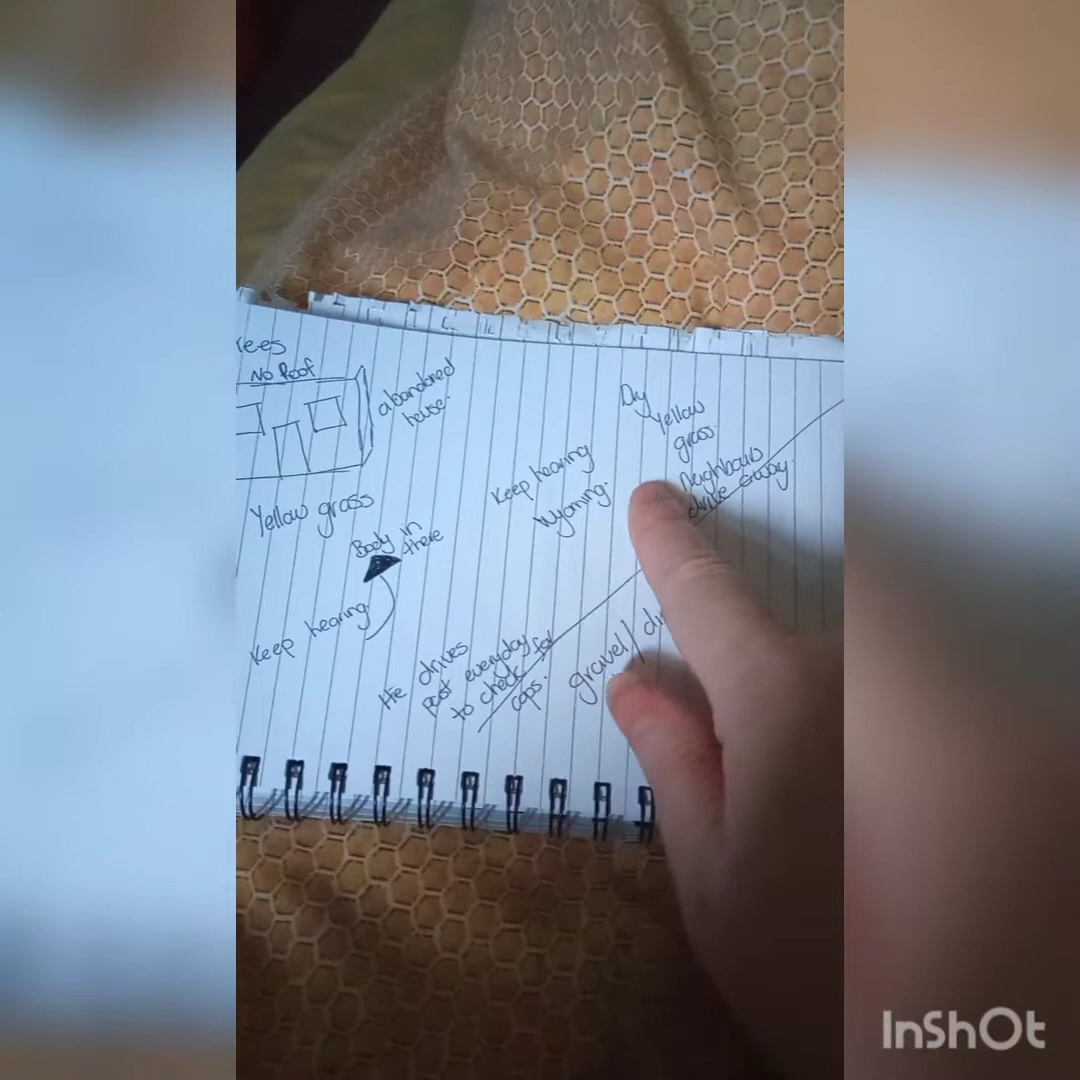 rees
No Roof
abandoned
house.
Yellow grass
Body in
there
Keep hearing
Keep hearing
Wyoming.
Dry
Yellow
grass.
Neighbours
drive away.
He drives
past everyday
to check for
cops.
gravel/ di
InShOt